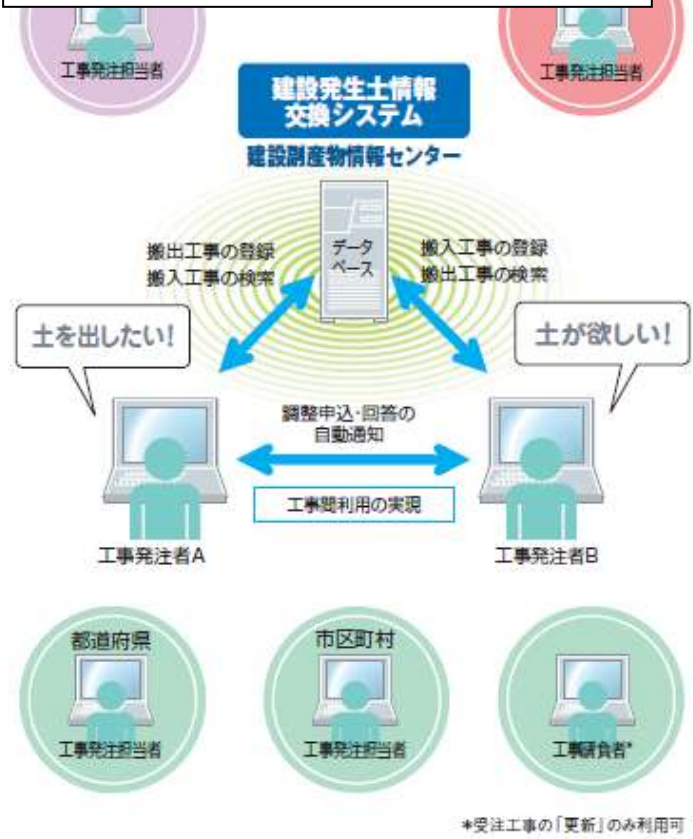 工事発注担当者
工事発注担当者
建設発生土情報
交換システム
建設副産物情報センター
データ
ベース
搬出工事の登録
搬入工事の検索
搬入工事の登録
搬出工事の検索
土を出したい!
土が欲しい!
調整申込・回答の
自動通知
工事間利用の実現
工事発注者A
工事発注者B
都道府県
工事発注担当者
市区町村
工事発注担当者
工事請負者*
*受注工事の「更新」のみ利用可